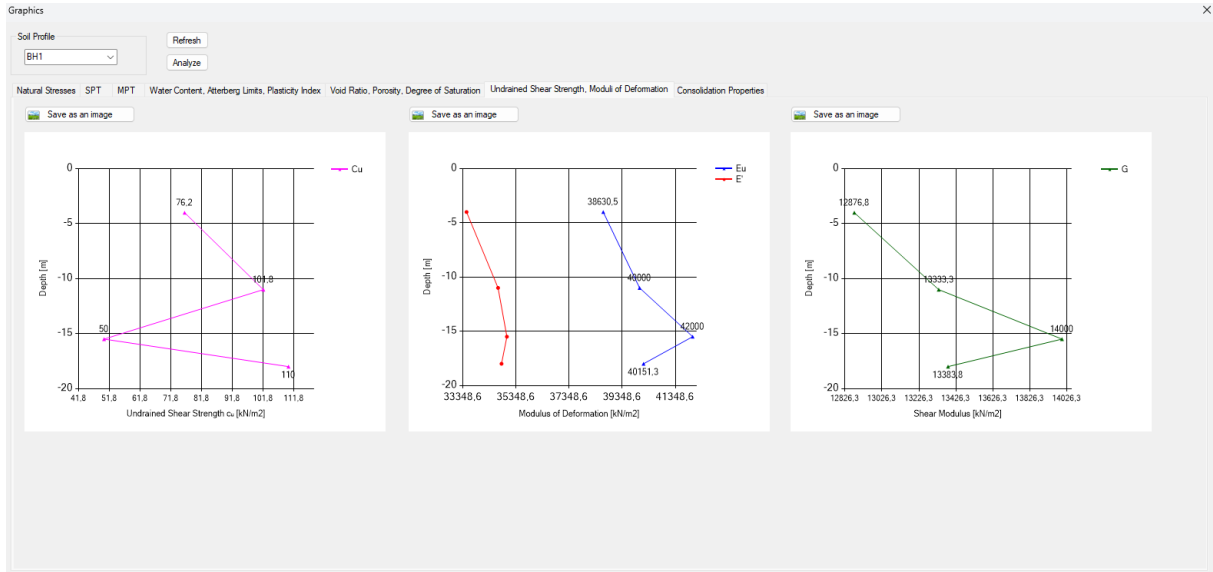 Graphics
Soil Profile
BH1
Refresh
Analyze
Natural Stresses SPT MPT Water Content, Atterberg Limits, Plasticity Index Void Ratio, Porosity, Degree of Saturation Undrained Shear Strength, Moduli of Deformation Consolidation Properties
Save as an image
0
-5
-10
-15
-20
Depth [m]
76,2
101,8
50
110
41,8 51,8 61,8 71,8 81,8 91,8 101,8 111,8
Undrained Shear Strength cᵤ [kN/m2]
Cu
Save as an image
0
-5
-10
-15
-20
Depth [m]
38630,5
40000
42000
40151,3
33348,6 35348,6 37348,6 39348,6 41348,6
Modulus of Deformation [kN/m2]
Eu
E'
Save as an image
0
-5
-10
-15
-20
Depth [m]
12876,8
13333,3
14000
13383,8
12826,3 13026,3 13226,3 13426,3 13626,3 13826,3 14026,3
Shear Modulus [kN/m2]
G